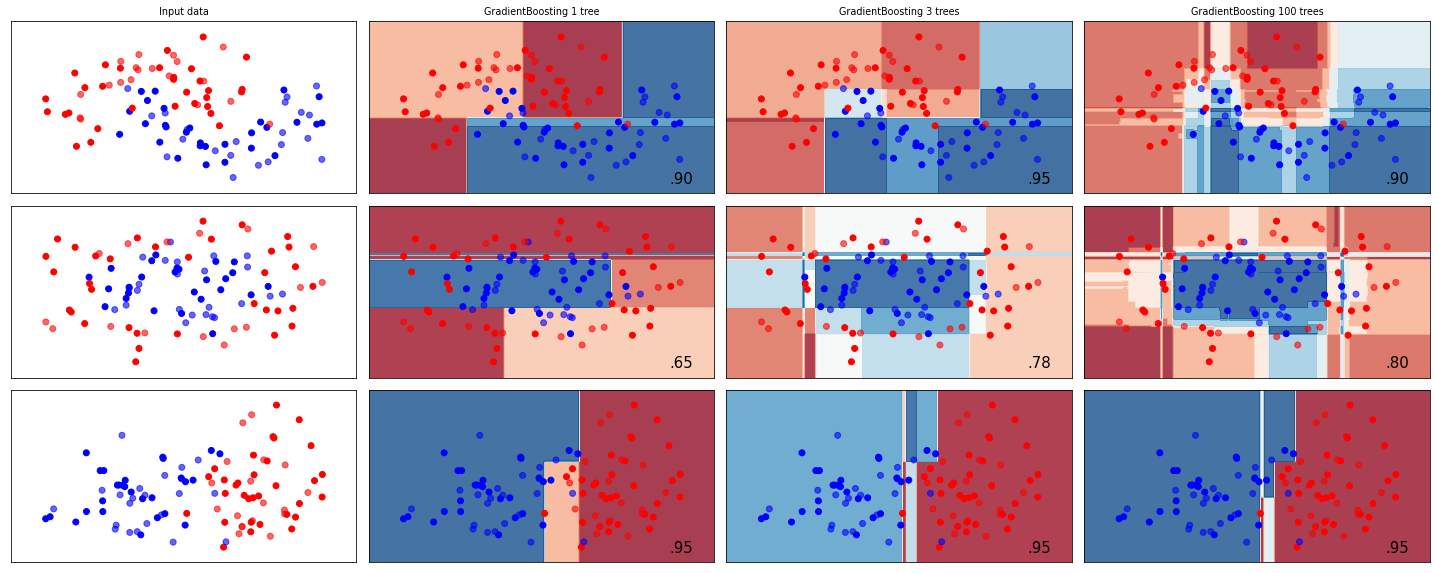 Input data
GradientBoosting 1 tree
GradientBoosting 3 trees
GradientBoosting 100 trees
.90
.95
.90
.65
.78
.80
.95
.95
.95